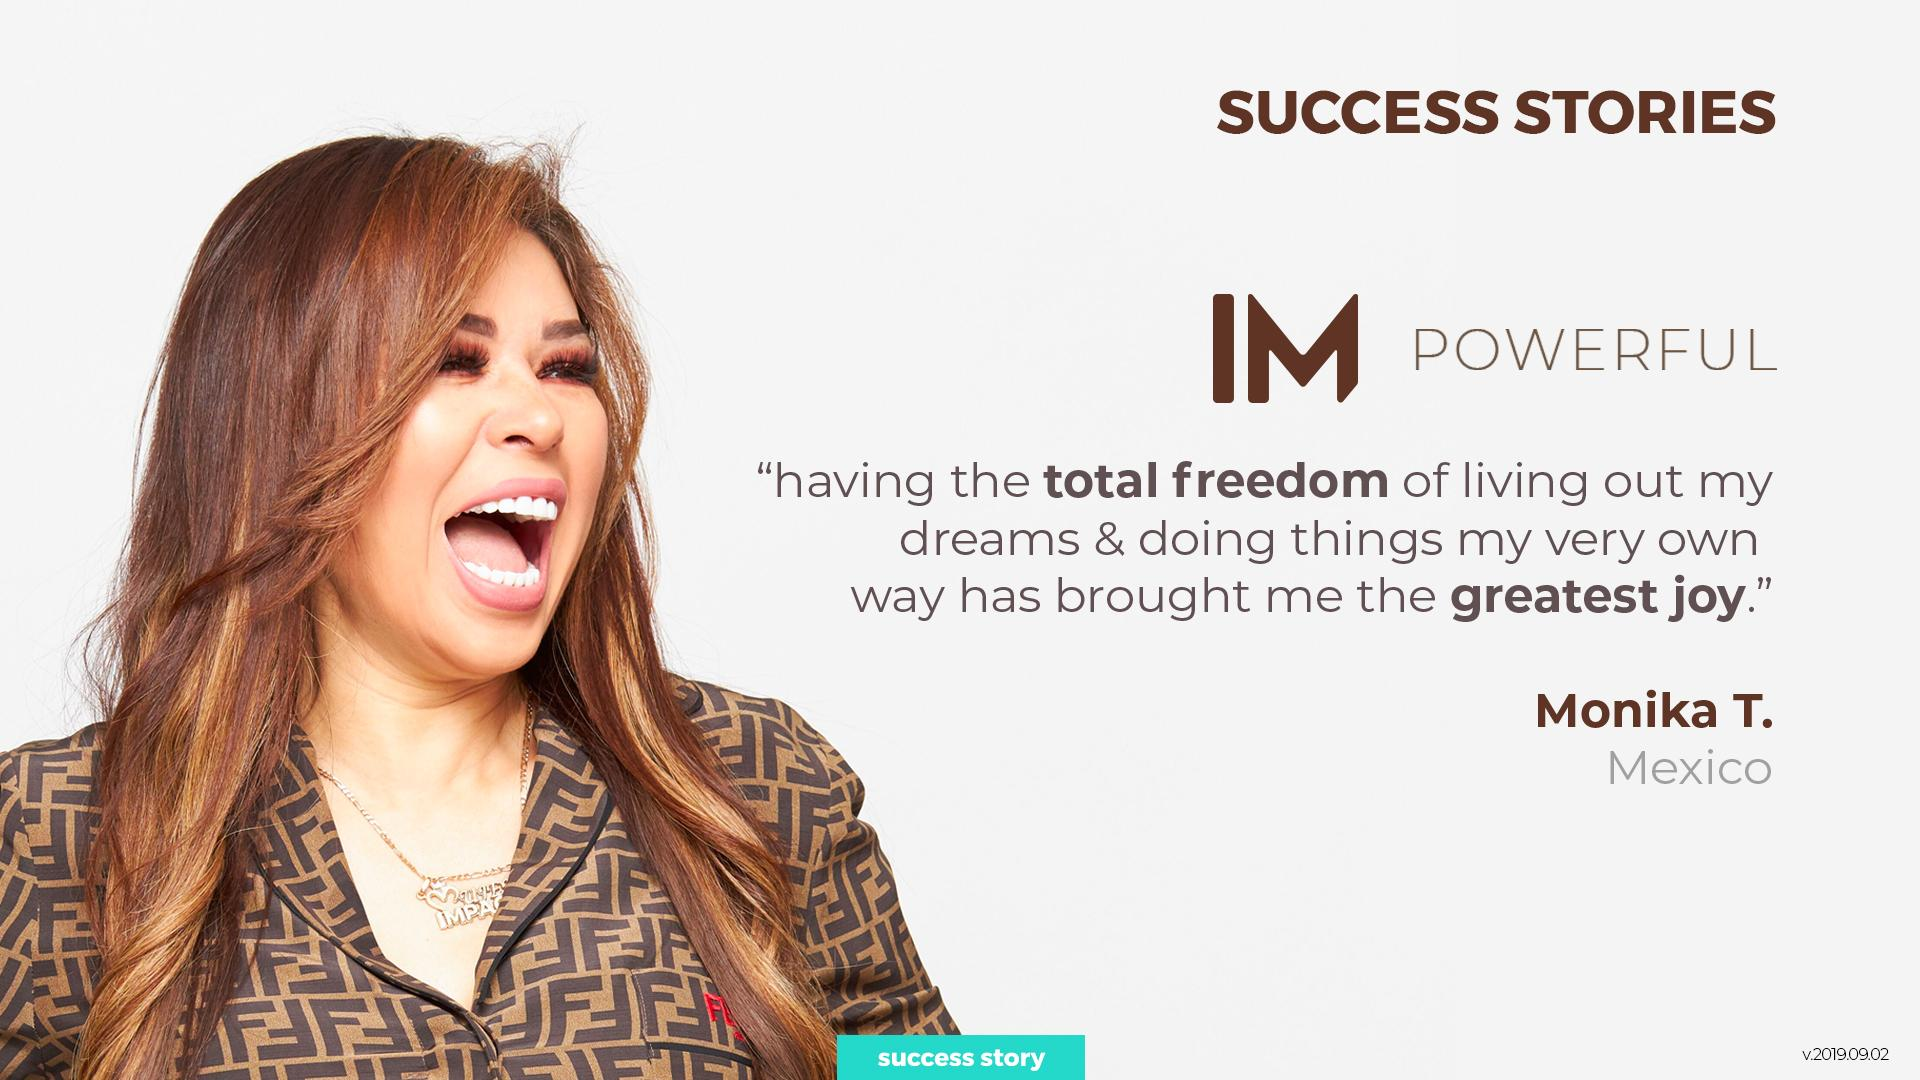 SUCCESS STORIES
IM POWERFUL
“having the total freedom of living out my
dreams & doing things my very own
way has brought me the greatest joy.”
Monika T.
Mexico
success story
v.2019.09.02